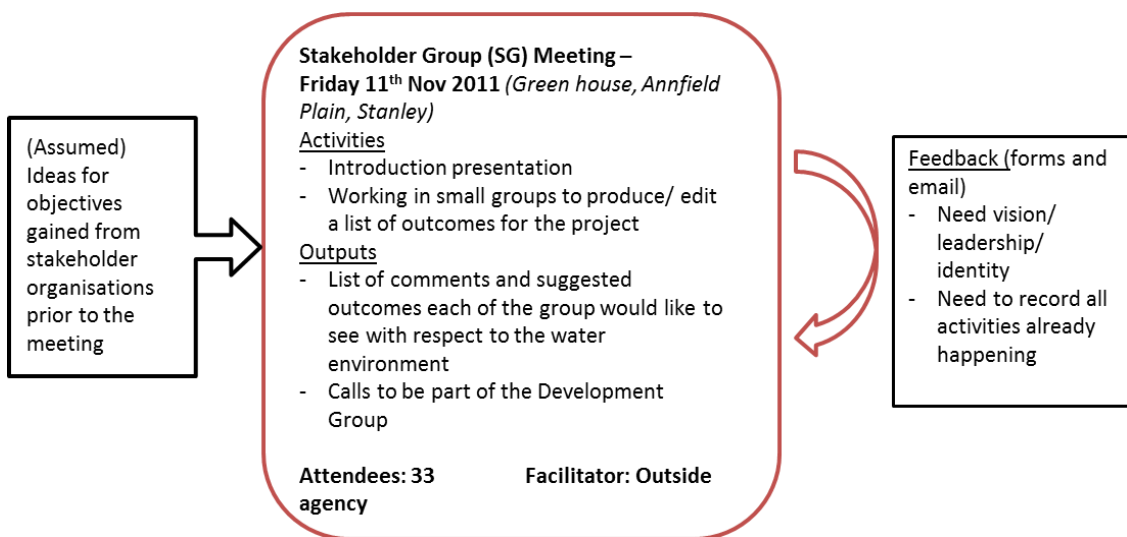 (Assumed)
Ideas for
objectives
gained from
stakeholder
organisations
prior to the
meeting
Stakeholder Group (SG) Meeting –
Friday 11th Nov 2011 (Green house, Annfield
Plain, Stanley)
Activities
- Introduction presentation
- Working in small groups to produce/ edit
a list of outcomes for the project
Outputs
- List of comments and suggested
outcomes each of the group would like to
see with respect to the water
environment
- Calls to be part of the Development
Group
Attendees: 33 Facilitator: Outside
agency
Feedback (forms and
email)
- Need vision/
leadership/
identity
- Need to record all
activities already
happening